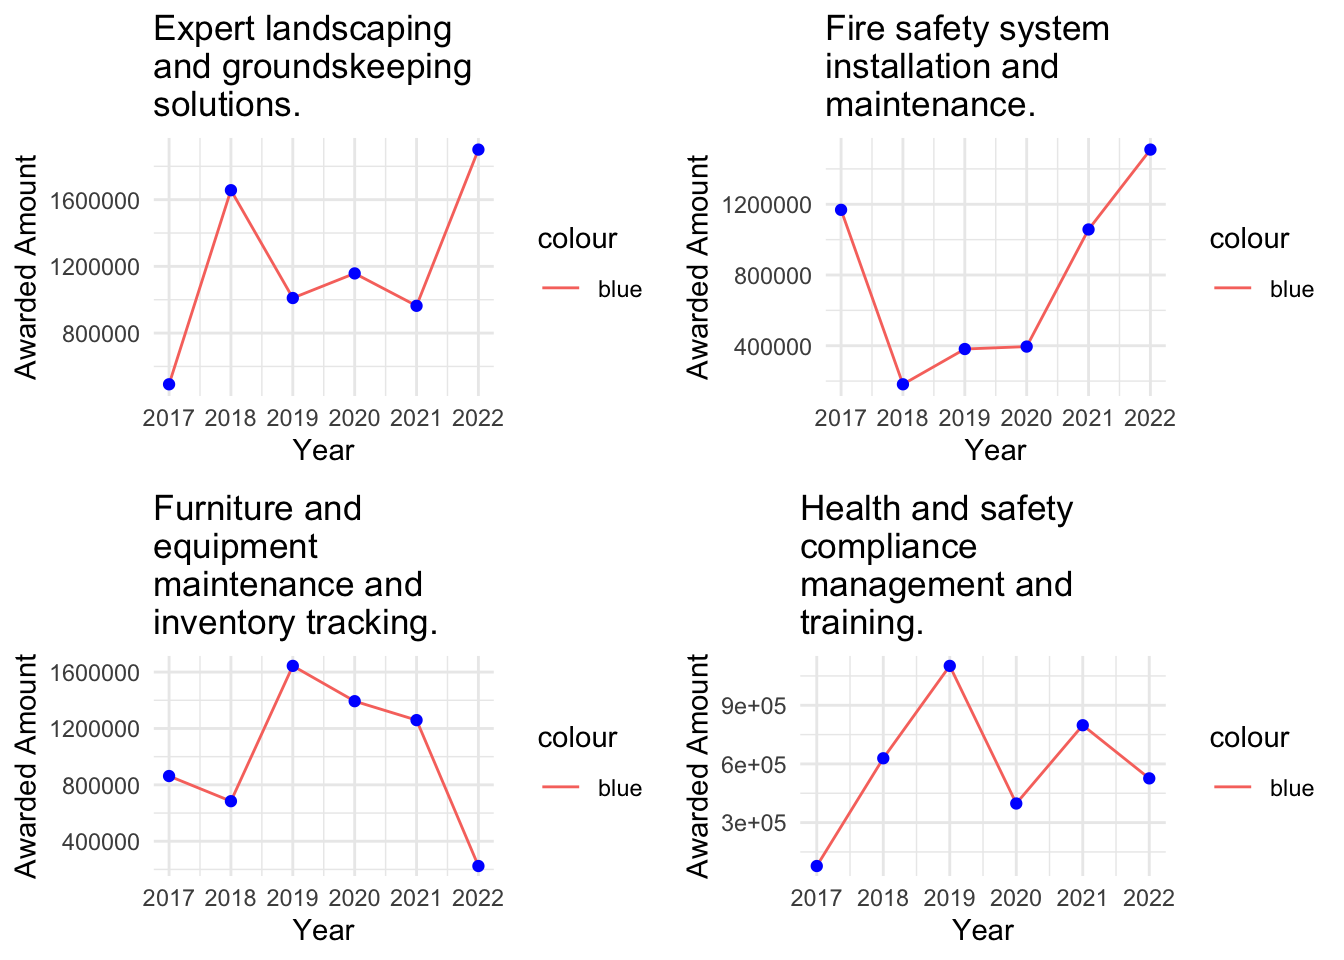 Expert landscaping
and groundskeeping
solutions.
Awarded Amount
1600000
1200000
800000
2017 2018 2019 2020 2021 2022
Year
colour
blue
Fire safety system
installation and
maintenance.
Awarded Amount
1200000
800000
400000
2017 2018 2019 2020 2021 2022
Year
colour
blue
Furniture and
equipment
maintenance and
inventory tracking.
Awarded Amount
1600000
1200000
800000
400000
2017 2018 2019 2020 2021 2022
Year
colour
blue
Health and safety
compliance
management and
training.
Awarded Amount
9e+05
6e+05
3e+05
2017 2018 2019 2020 2021 2022
Year
colour
blue